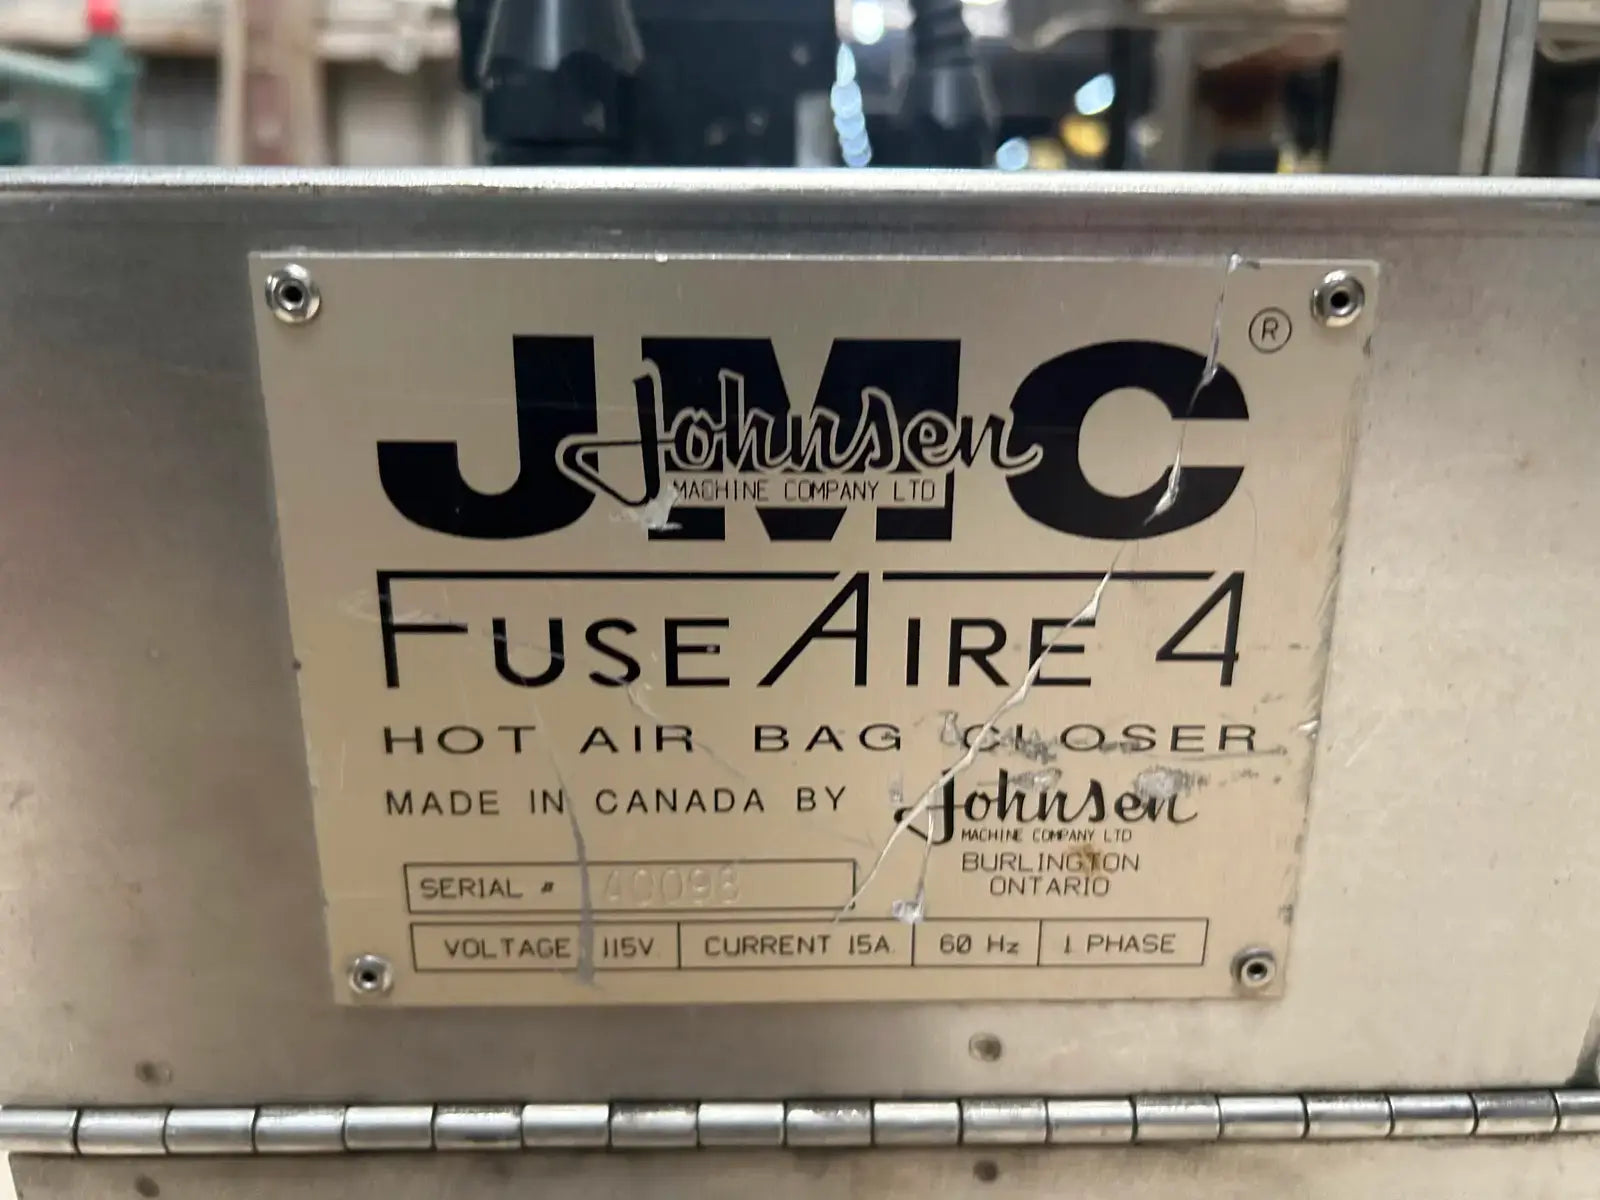 JMC ®
Johnsen
MACHINE COMPANY LTD
FUSE AIRE 4
HOT AIR BAG CLOSER
MADE IN CANADA BY Johnsen
MACHINE COMPANY LTD
BURLINGTON
ONTARIO
SERIAL # 40098
VOLTAGE 115V CURRENT 15A 60 Hz 1 PHASE